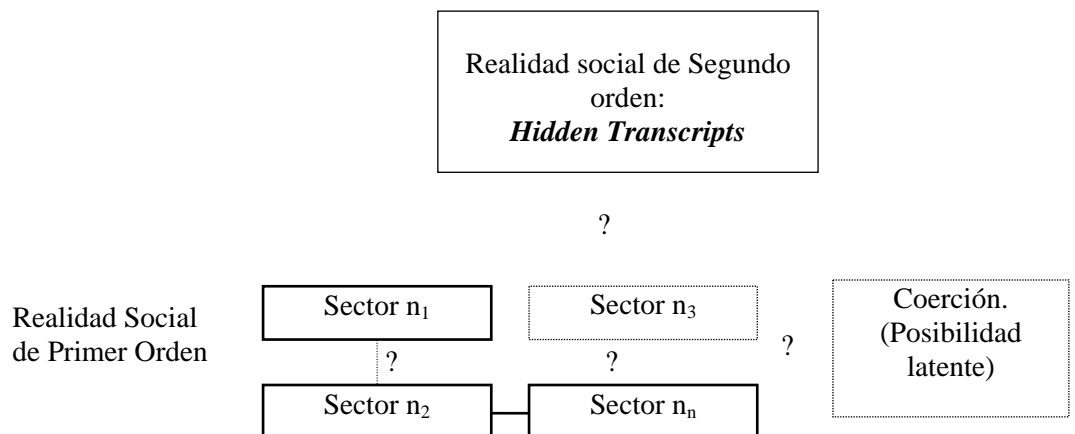 Realidad social de Segundo
orden:
Hidden Transcripts
?
Sector n₁
Sector n₃
Coerción.
(Posibilidad
latente)
Realidad Social
de Primer Orden
?
?
?
Sector n₂
Sector nₙ